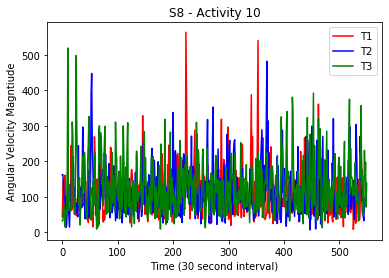 S8 - Activity 10
T1
T2
T3
Angular Velocity Magntiude
500
400
300
200
100
0
0
100
200
300
400
500
Time (30 second interval)